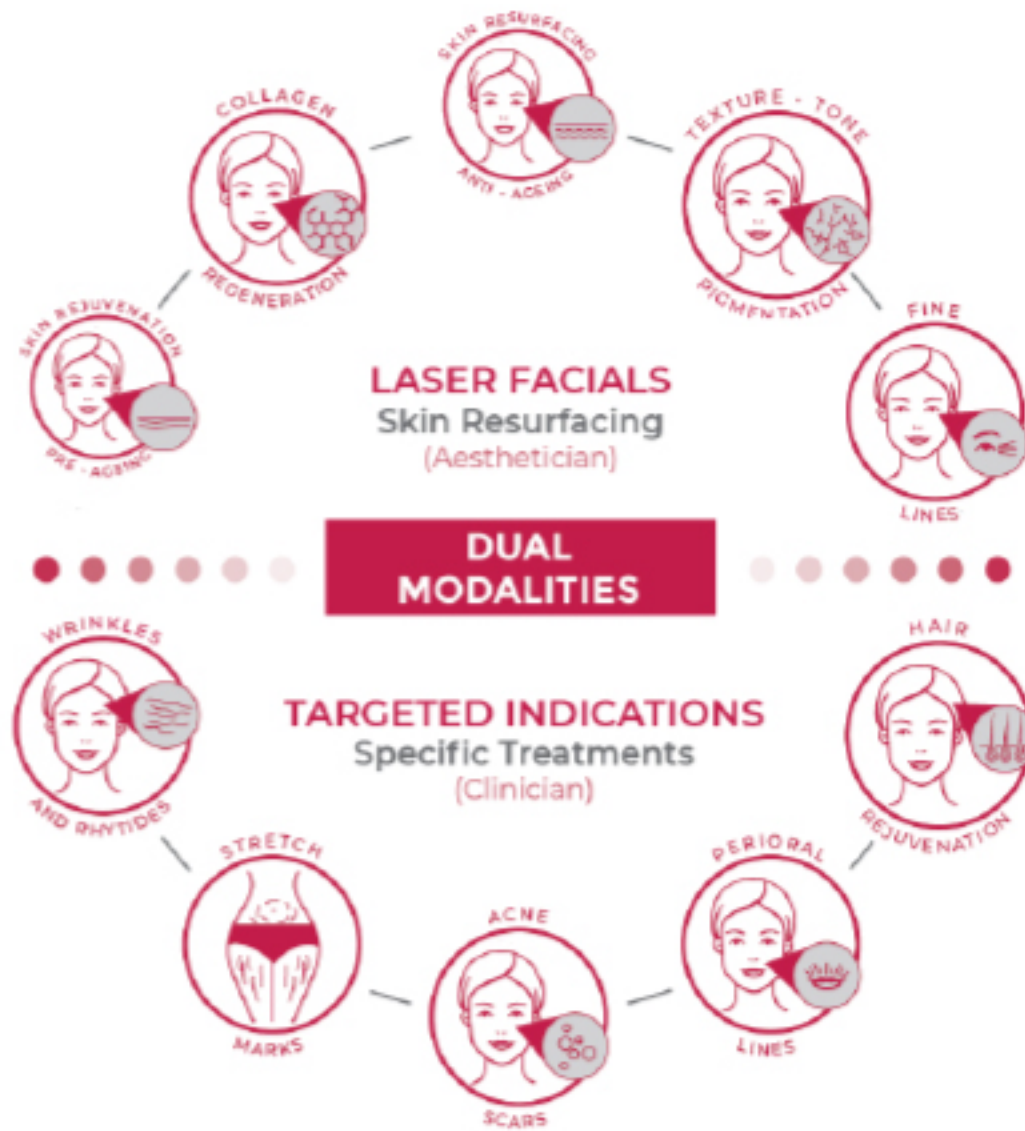 SKIN RESURFACING
ANTI - AGEING
COLLAGEN
REGENERATION
TEXTURE - TONE
PIGMENTATION
SKIN REJUVENATION
PRE - AGEING
FINE
LINES
LASER FACIALS
Skin Resurfacing
(Aesthetician)
DUAL
MODALITIES
WRINKLES
AND RHYTIDES
HAIR
REJUVENATION
TARGETED INDICATIONS
Specific Treatments
(Clinician)
STRETCH
MARKS
PERIORAL
LINES
ACNE
SCARS